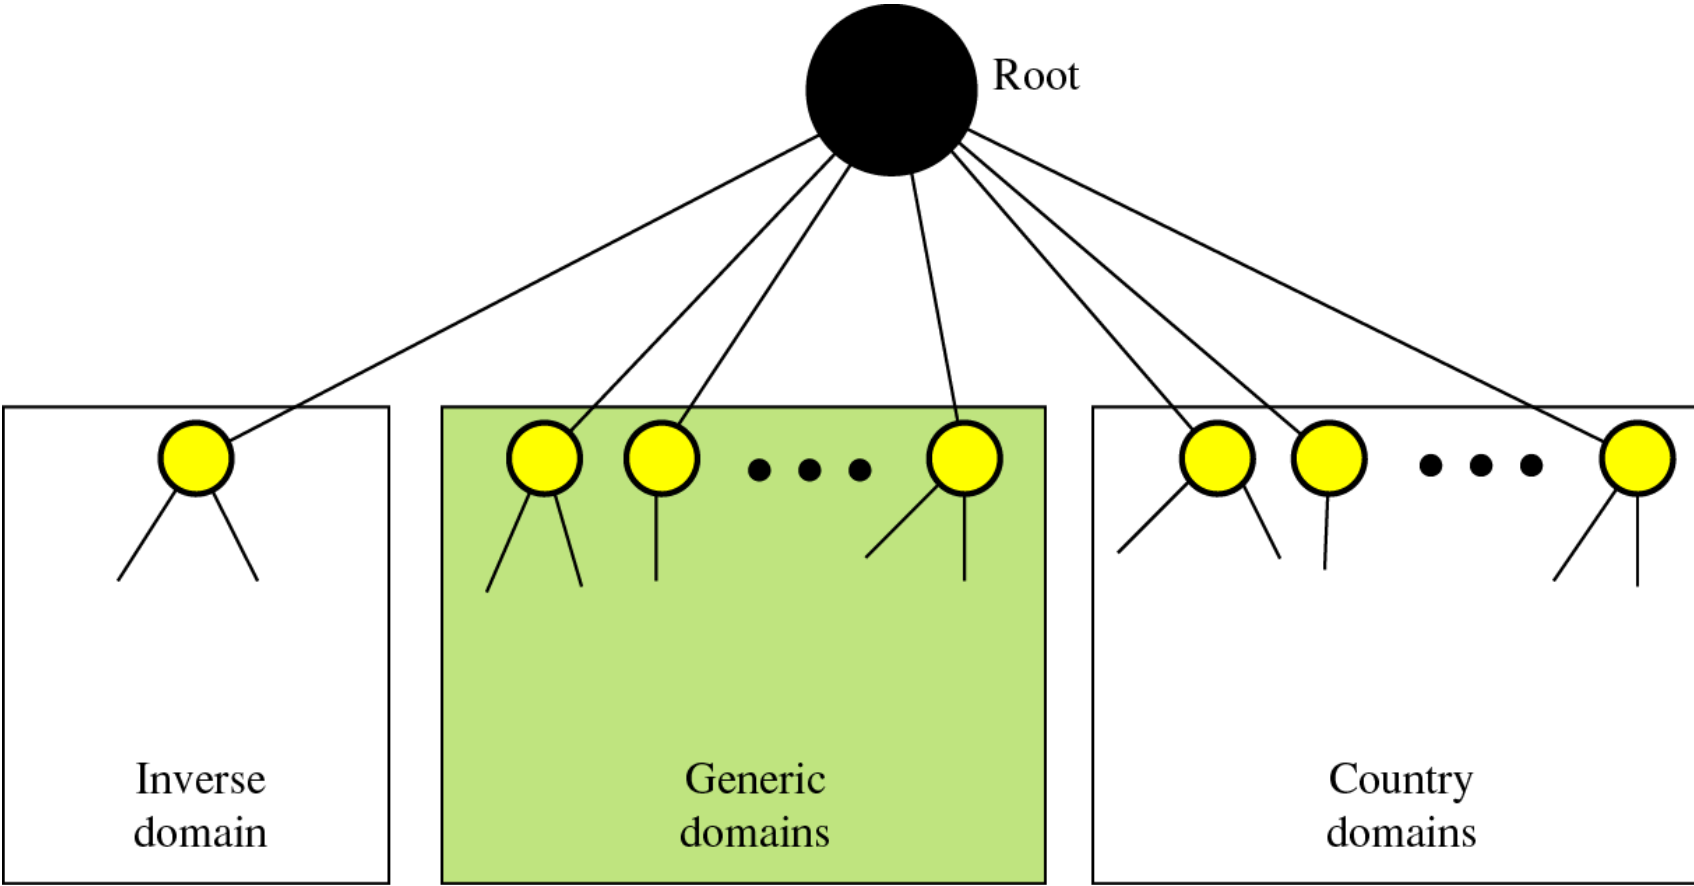 Root
Inverse
domain
Generic
domains
Country
domains